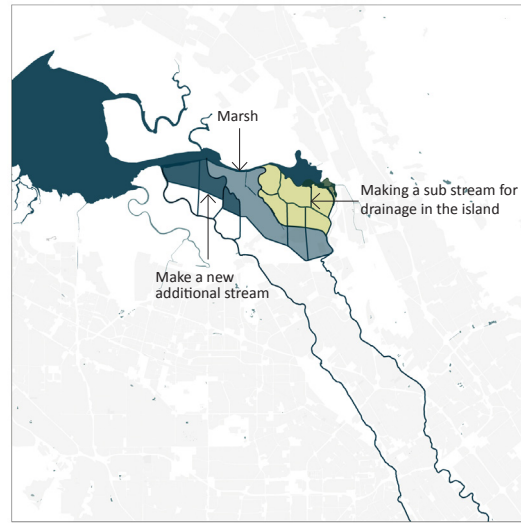 Marsh
Making a sub stream for
drainage in the island
Make a new
additional stream